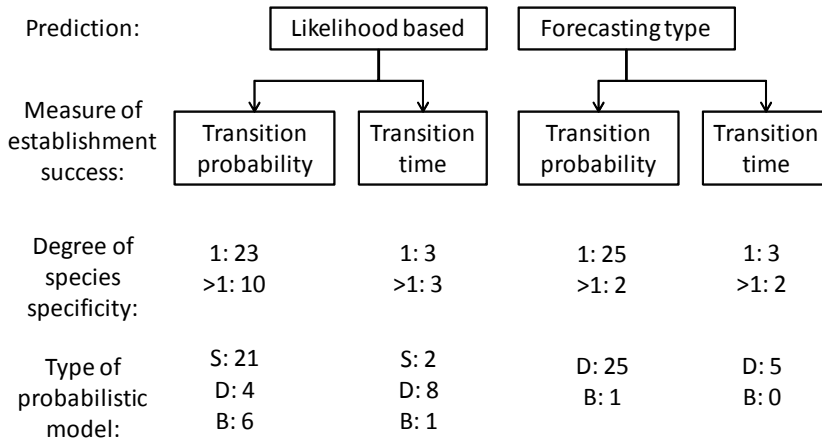 Prediction: Likelihood based Forecasting type
Measure of
establishment
success:
Transition
probability
Transition
time
Transition
probability
Transition
time
Degree of
species
specificity:
1: 23
>1: 10
1: 3
>1: 3
1: 25
>1: 2
1: 3
>1: 2
Type of
probabilistic
model:
S: 21
D: 4
B: 6
S: 2
D: 8
B: 1
D: 25
B: 1
D: 5
B: 0